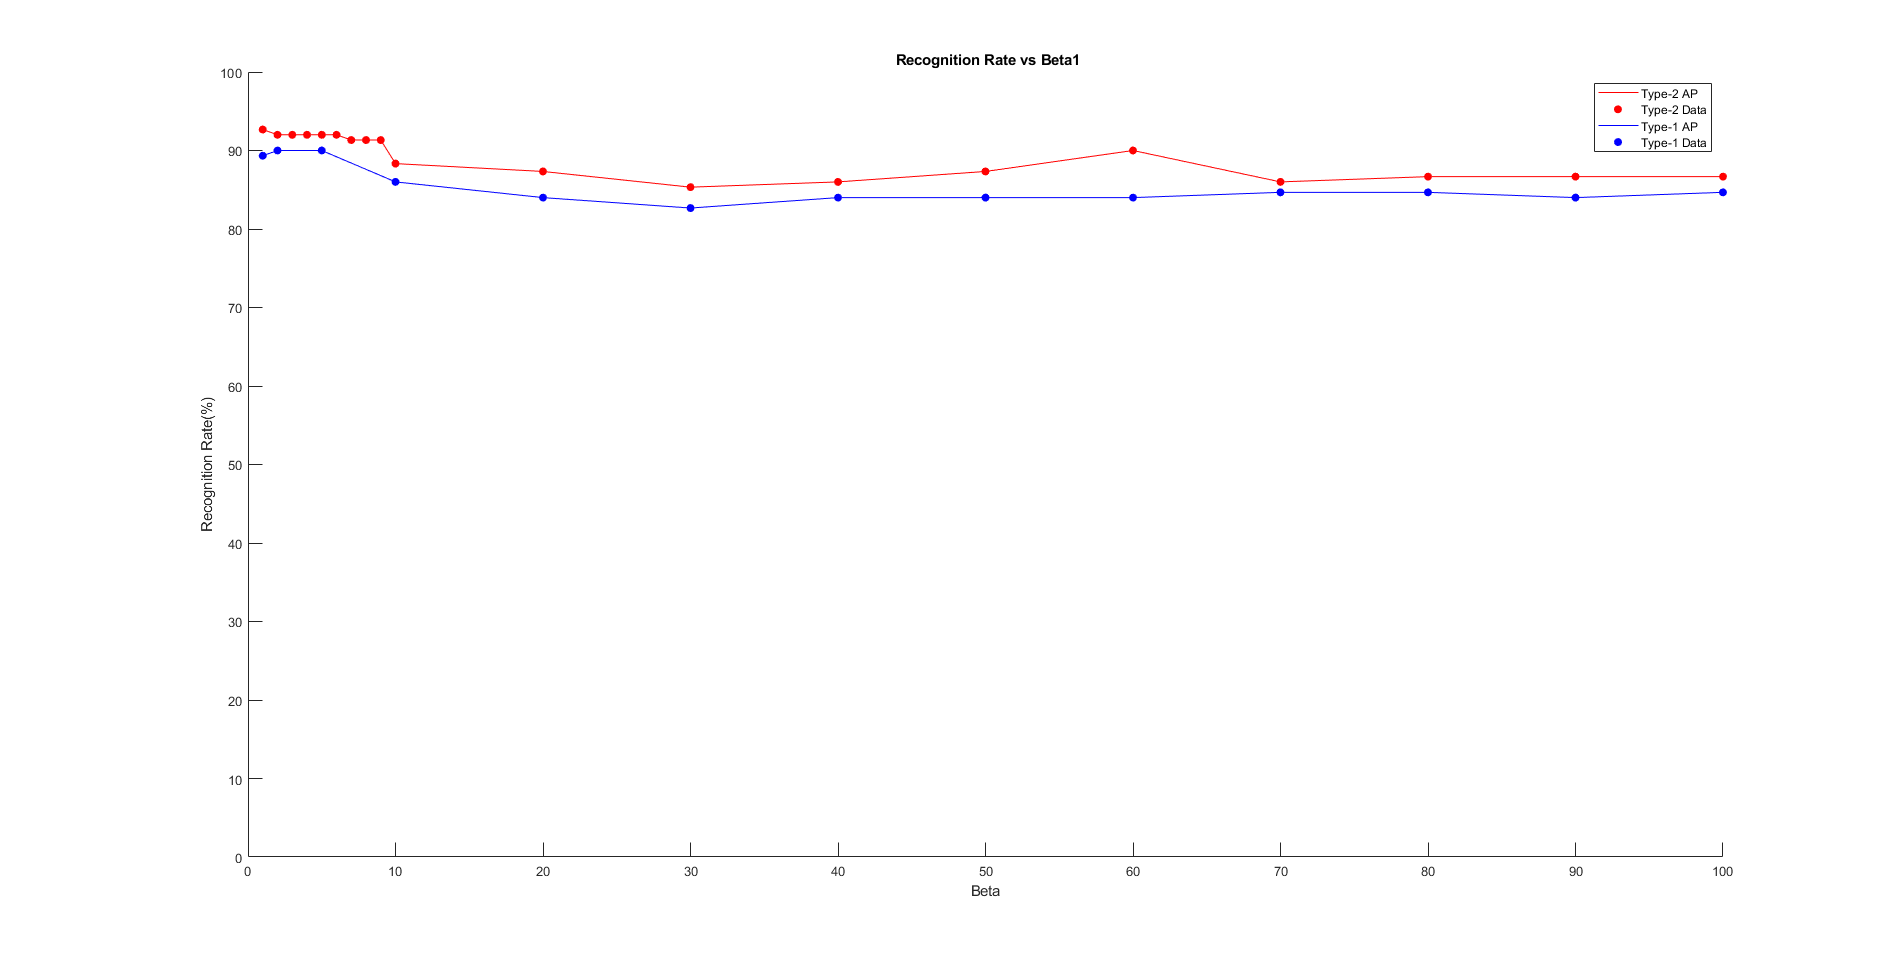 Recognition Rate vs Beta1
100
90
80
70
60
50
40
30
20
10
0
Recognition Rate(%)
Type-2 AP
Type-2 Data
Type-1 AP
Type-1 Data
0 10 20 30 40 50 60 70 80 90 100
Beta